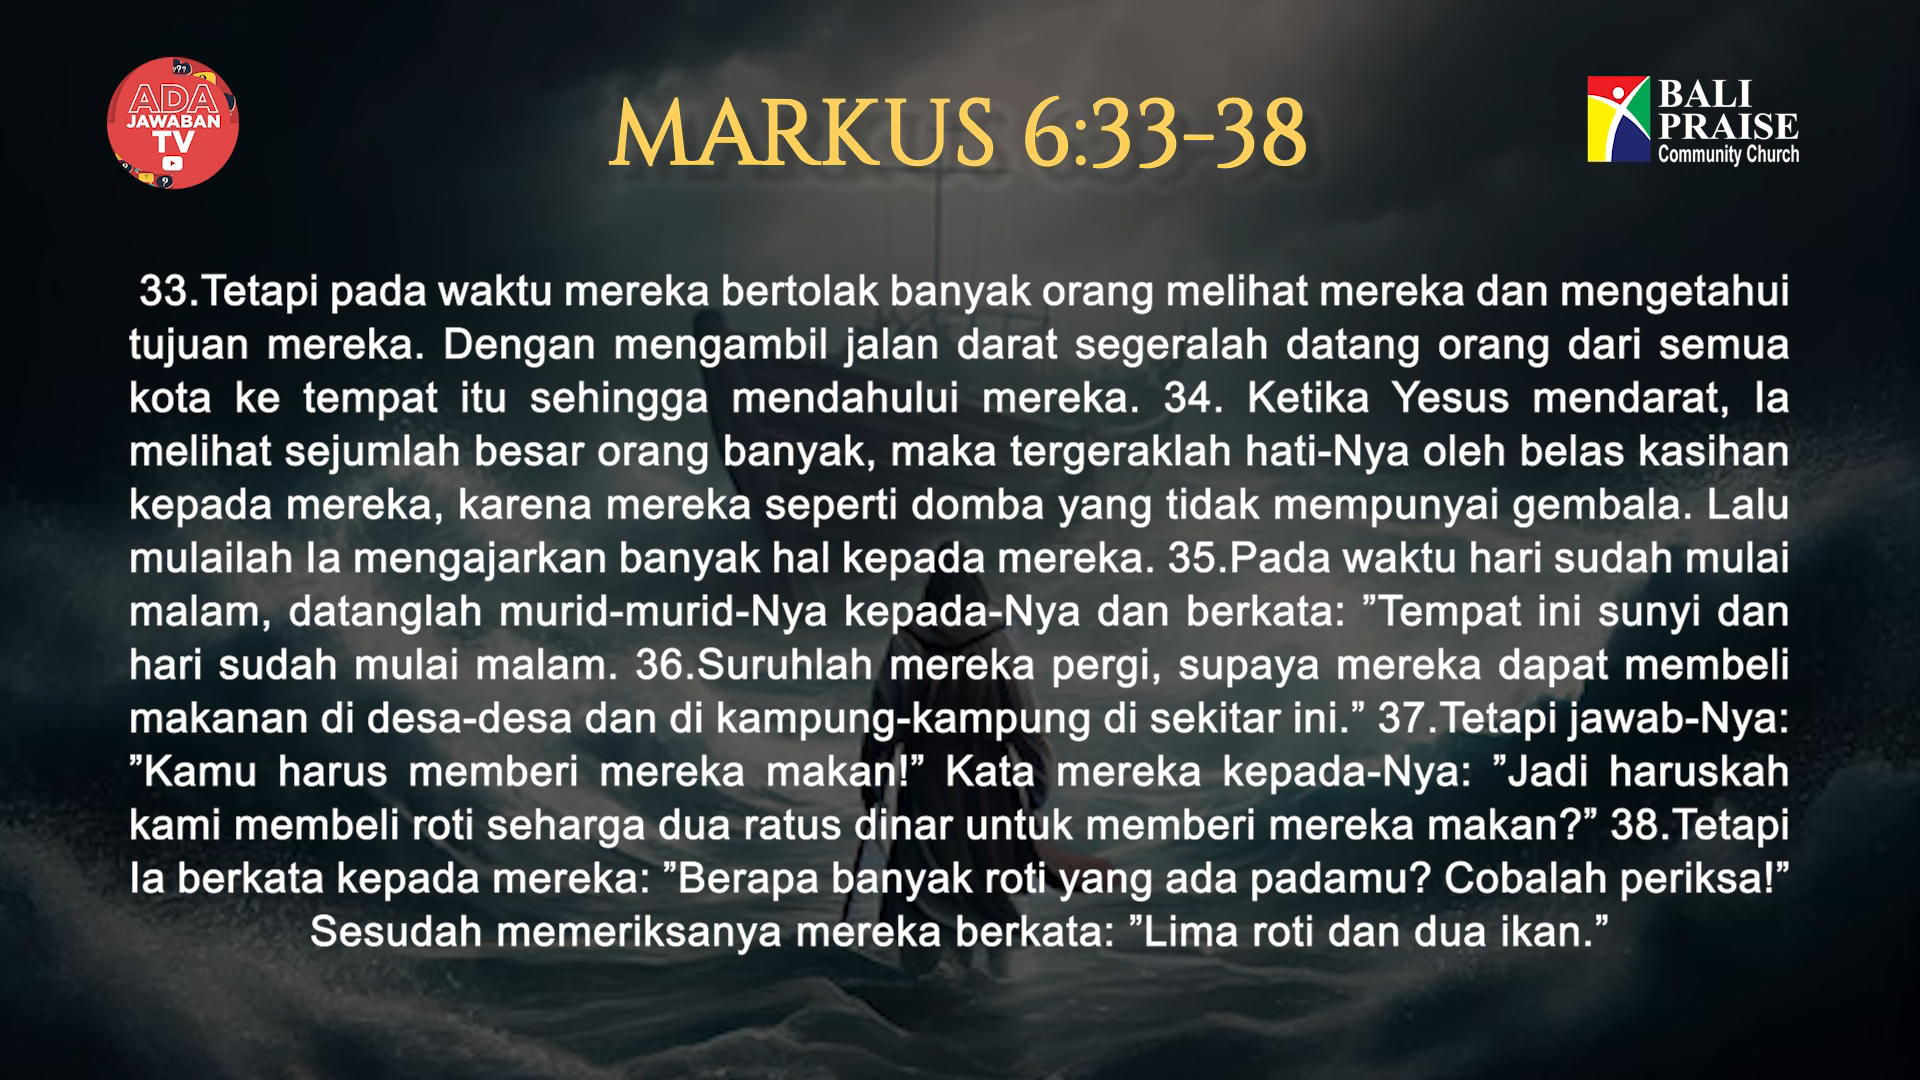 ADA
JAWABAN
TV
MARKUS 6:33-38
BALI
PRAISE
Community Church
33.Tetapi pada waktu mereka bertolak banyak orang melihat mereka dan mengetahui
tujuan mereka. Dengan mengambil jalan darat segeralah datang orang dari semua
kota ke tempat itu sehingga mendahului mereka. 34. Ketika Yesus mendarat, Ia
melihat sejumlah besar orang banyak, maka tergeraklah hati-Nya oleh belas kasihan
kepada mereka, karena mereka seperti domba yang tidak mempunyai gembala. Lalu
mulailah Ia mengajarkan banyak hal kepada mereka. 35.Pada waktu hari sudah mulai
malam, datanglah murid-murid-Nya kepada-Nya dan berkata: ”Tempat ini sunyi dan
hari sudah mulai malam. 36.Suruhlah mereka pergi, supaya mereka dapat membeli
makanan di desa-desa dan di kampung-kampung di sekitar ini.” 37.Tetapi jawab-Nya:
”Kamu harus memberi mereka makan!” Kata mereka kepada-Nya: ”Jadi haruskah
kami membeli roti seharga dua ratus dinar untuk memberi mereka makan?” 38.Tetapi
Ia berkata kepada mereka: ”Berapa banyak roti yang ada padamu? Cobalah periksa!”
Sesudah memeriksanya mereka berkata: ”Lima roti dan dua ikan.”